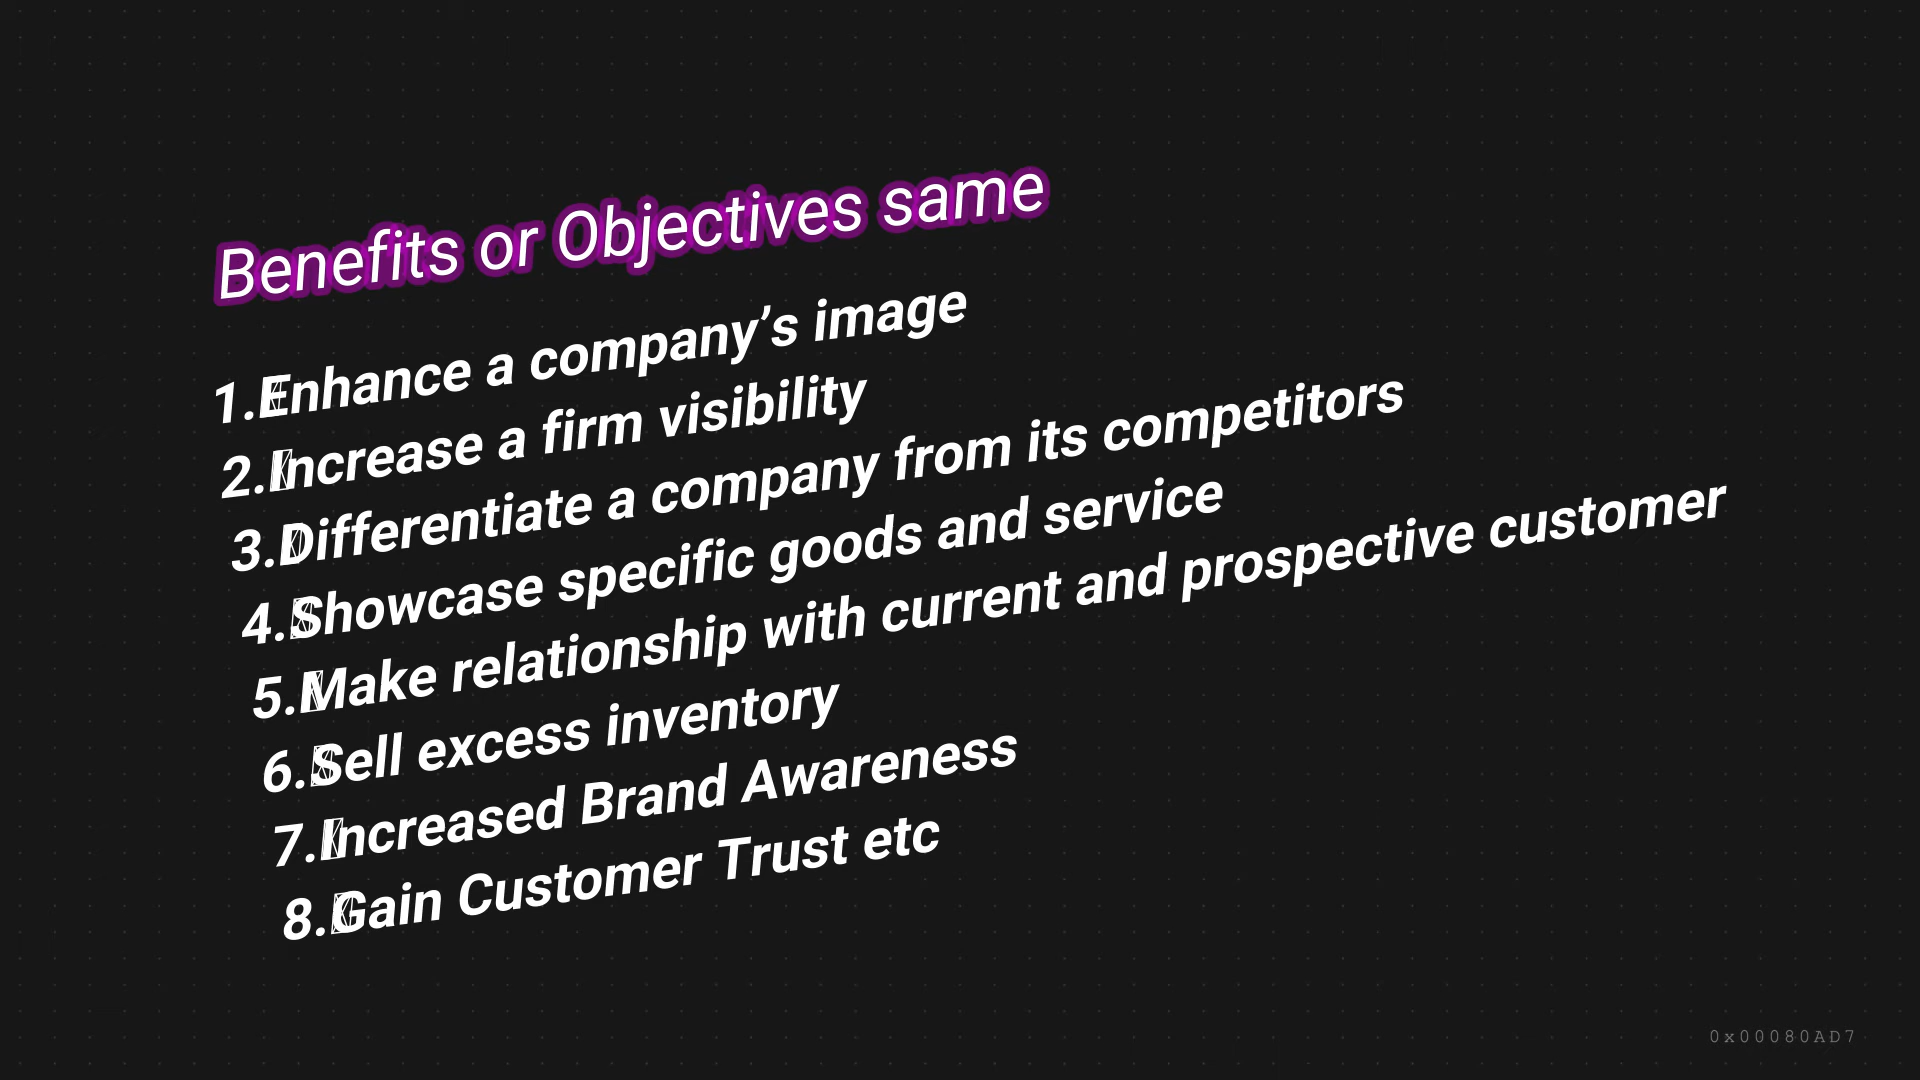 Benefits or Objectives same
1.Enhance a company’s image
2.Increase a firm visibility
3.Differentiate a company from its competitors
4.Showcase specific goods and service
5.Make relationship with current and prospective customer
6.Sell excess inventory
7.Increased Brand Awareness
8.Gain Customer Trust etc
0x00080AD7